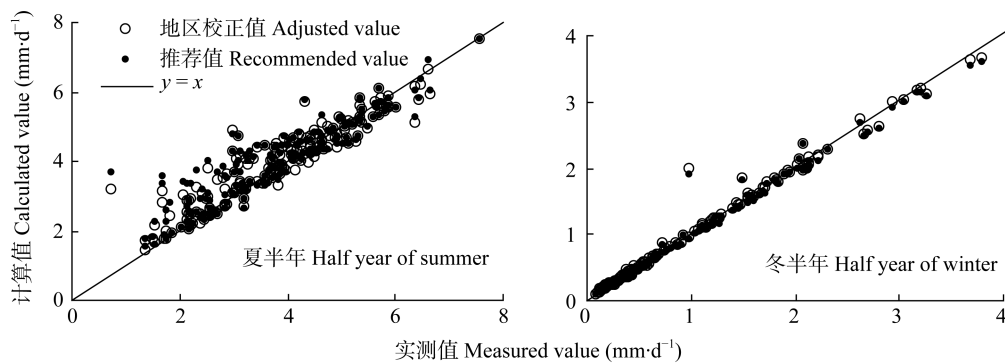 8
6
4
2
0
计算值 Calculated value (mm·d⁻¹)
地区校正值 Adjusted value
推荐值 Recommended value
y = x
夏半年 Half year of summer
2
4
6
8
4
3
2
1
0
冬半年 Half year of winter
1
2
3
4
实测值 Measured value (mm·d⁻¹)